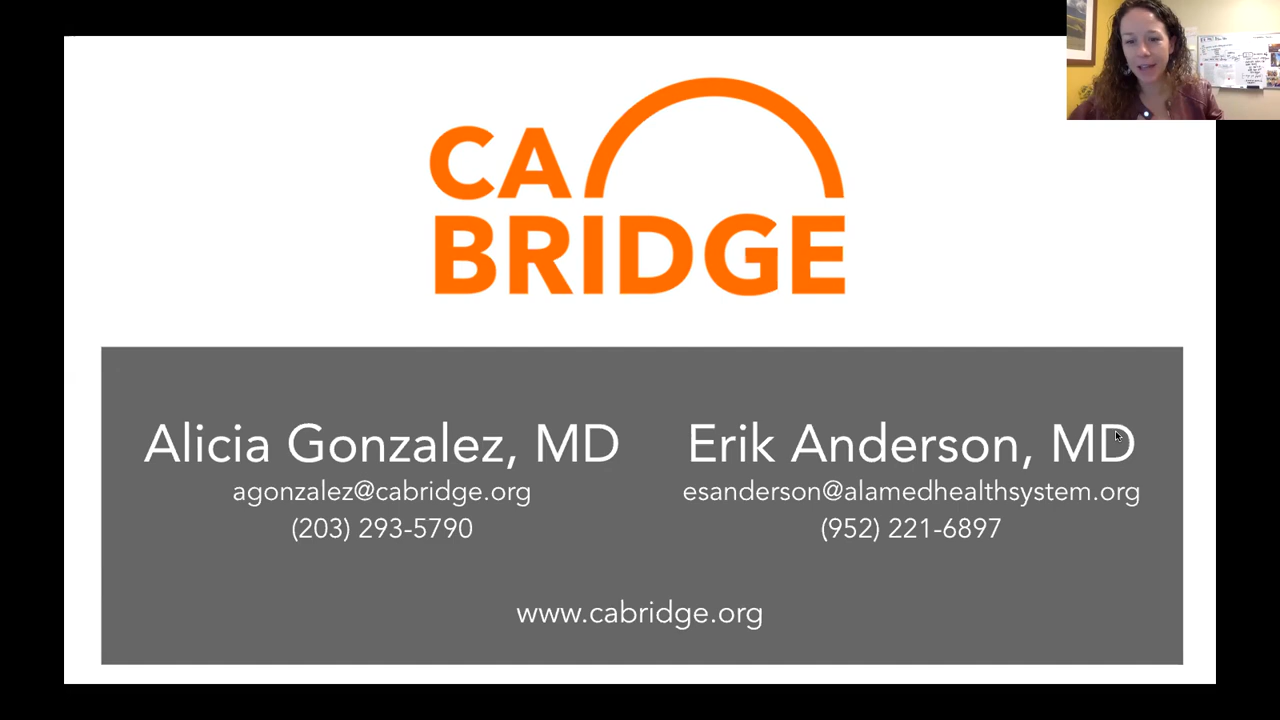 CA
BRIDGE
Alicia Gonzalez, MD
agonzalez@cabridge.org
(203) 293-5790
Erik Anderson, MD
esanderson@alamedhealthsystem.org
(952) 221-6897
www.cabridge.org